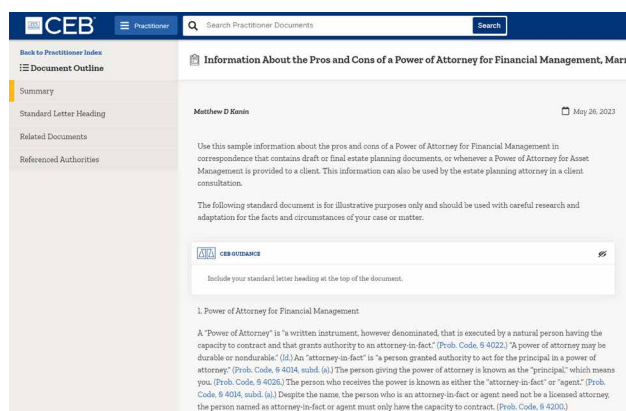 CEB
Practitioner
Search Practitioner Documents
Search
Back to Practitioner Index
Document Outline
Summary
Standard Letter Heading
Related Documents
Referenced Authorities
Information About the Pros and Cons of a Power of Attorney for Financial Management, Marr
Matthew D Kanin
May 26, 2023
Use this sample information about the pros and cons of a Power of Attorney for Financial Management in
correspondence that contains draft or final estate planning documents, or whenever a Power of Attorney for Asset
Management is provided to a client. This information can also be used by the estate planning attorney in a client
consultation.
The following standard document is for illustrative purposes only and should be used with careful research and
adaptation for the facts and circumstances of your case or matter.
CEB GUIDANCE
Include your standard letter heading at the top of the document.
1. Power of Attorney for Financial Management
A "Power of Attorney" is "a written instrument, however denominated, that is executed by a natural person having the
capacity to contract and that grants authority to an attorney-in-fact." (Prob. Code, § 4022.) "A power of attorney may be
durable or nondurable." (Id.) An "attorney-in-fact" is "a person granted authority to act for the principal in a power of
attorney." (Prob. Code, § 4014, subd. (a).) The person giving the power of attorney is known as the "principal," which means
you. (Prob. Code, § 4026.) The person who receives the power is known as either the "attorney-in-fact" or "agent." (Prob.
Code, § 4014, subd. (a).) Despite the name, the person who is an attorney-in-fact or agent need not be a licensed attorney,
the person named as attorney-in-fact or agent must only have the capacity to contract. (Prob. Code, § 4200.)